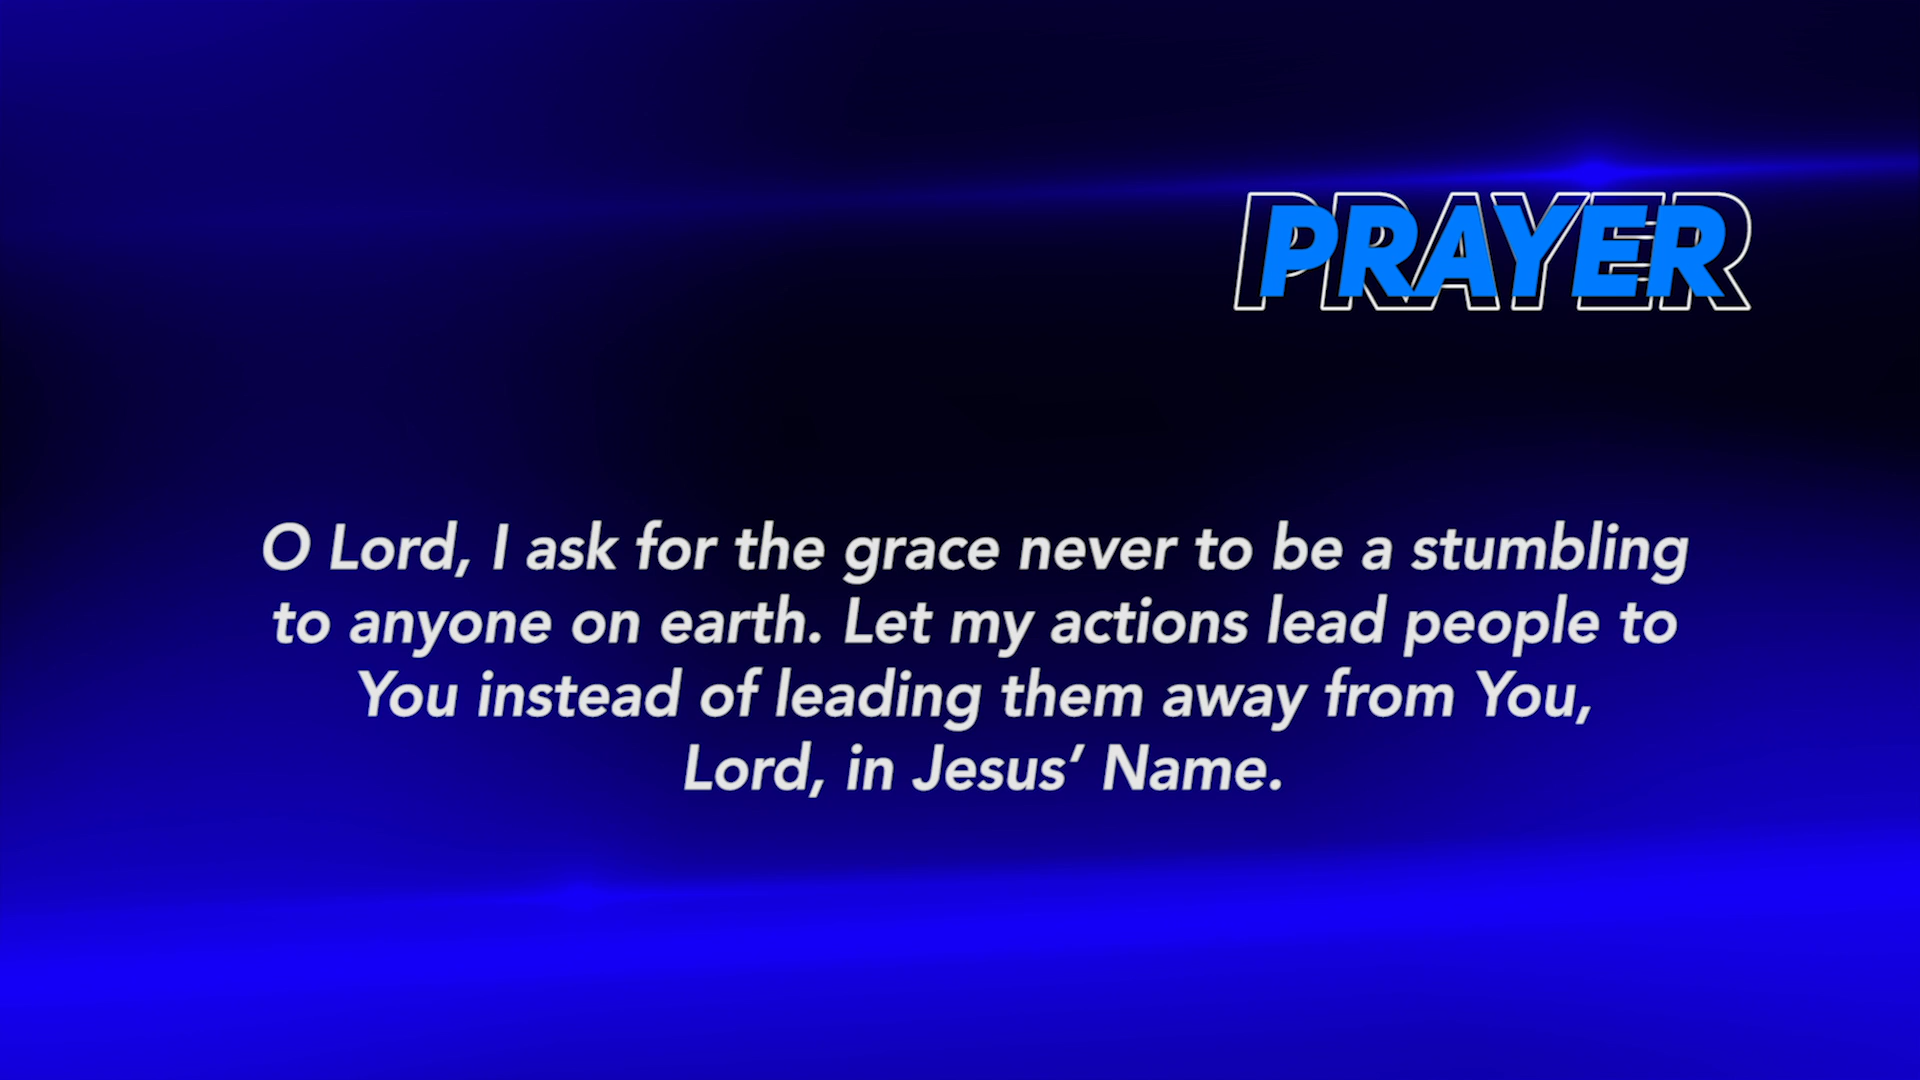 PRAYER
O Lord, I ask for the grace never to be a stumbling
to anyone on earth. Let my actions lead people to
You instead of leading them away from You,
Lord, in Jesus’ Name.